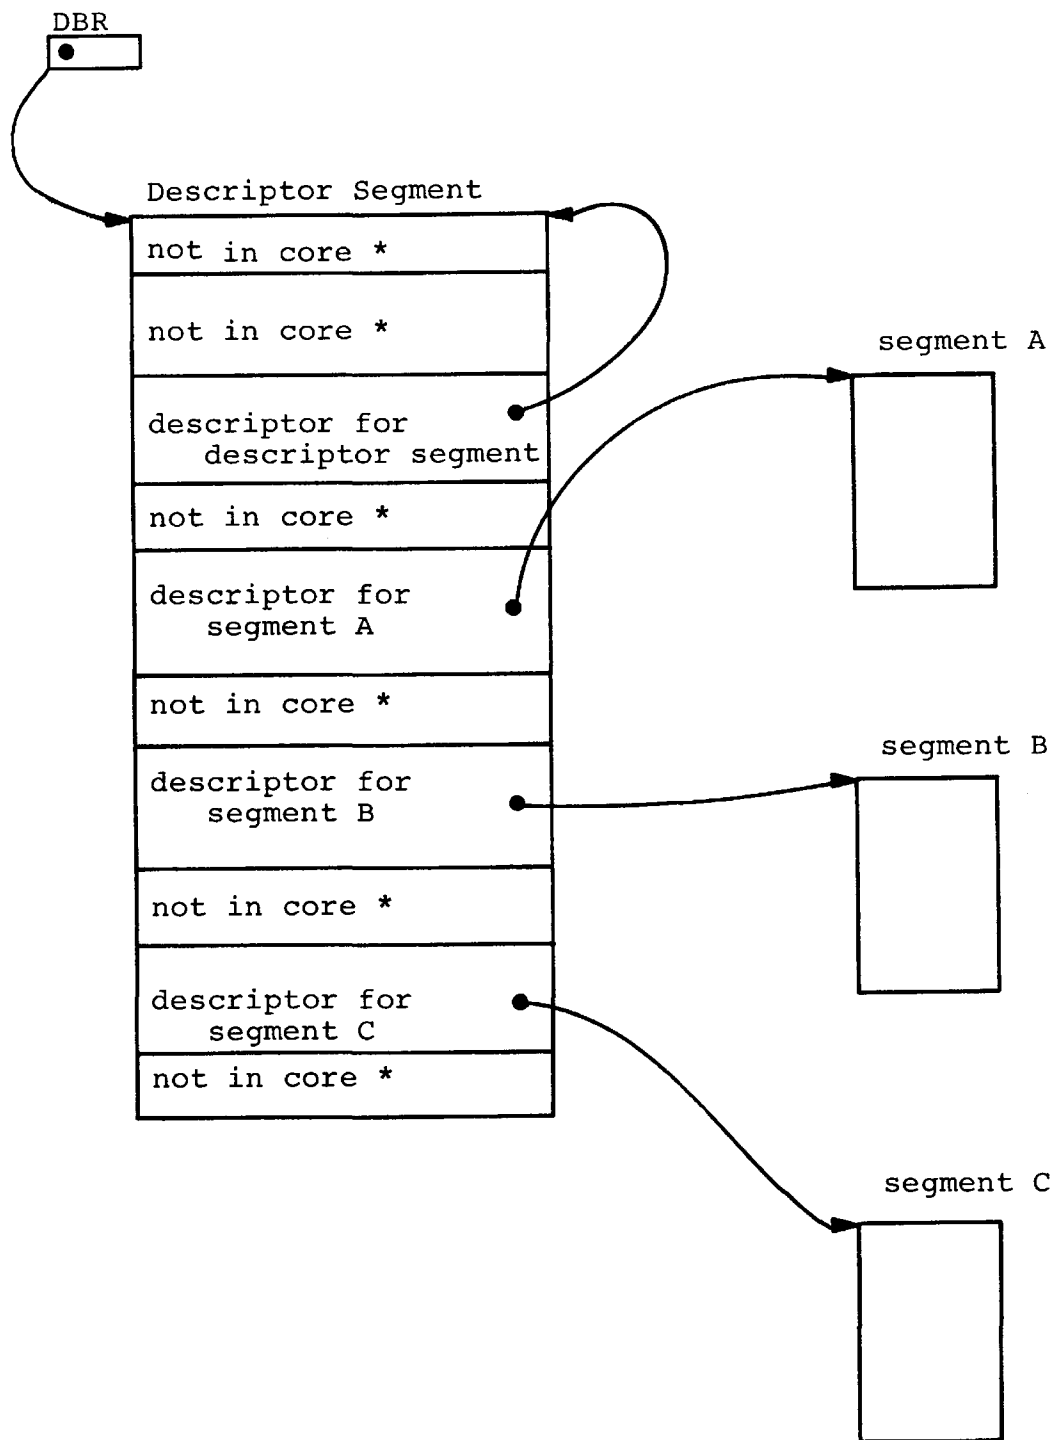 DBR
Descriptor Segment
not in core *
not in core *
descriptor for
descriptor segment
not in core *
descriptor for
segment A
not in core *
descriptor for
segment B
not in core *
descriptor for
segment C
not in core *
segment A
segment B
segment C